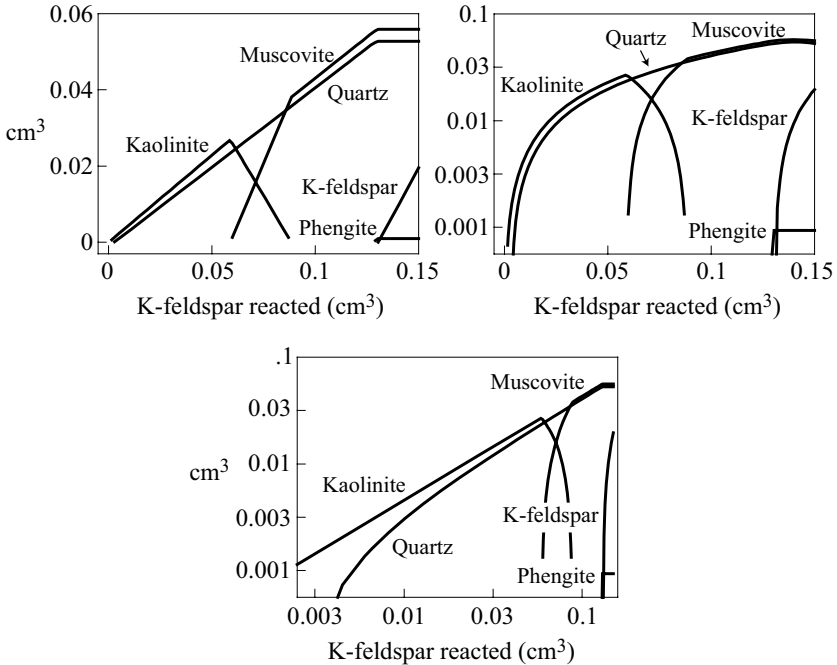 0.06
0.04
0.02
0
cm³
Muscovite
Quartz
Kaolinite
K-feldspar
Phengite
0
0.05
0.1
0.15
K-feldspar reacted (cm³)
0.1
0.03
0.01
0.003
0.001
Muscovite
Quartz
Kaolinite
K-feldspar
Phengite
0
0.05
0.1
0.15
K-feldspar reacted (cm³)
.1
0.03
0.01
0.003
0.001
cm³
Muscovite
Kaolinite
K-feldspar
Quartz
Phengite
0.003
0.01
0.03
0.1
K-feldspar reacted (cm³)